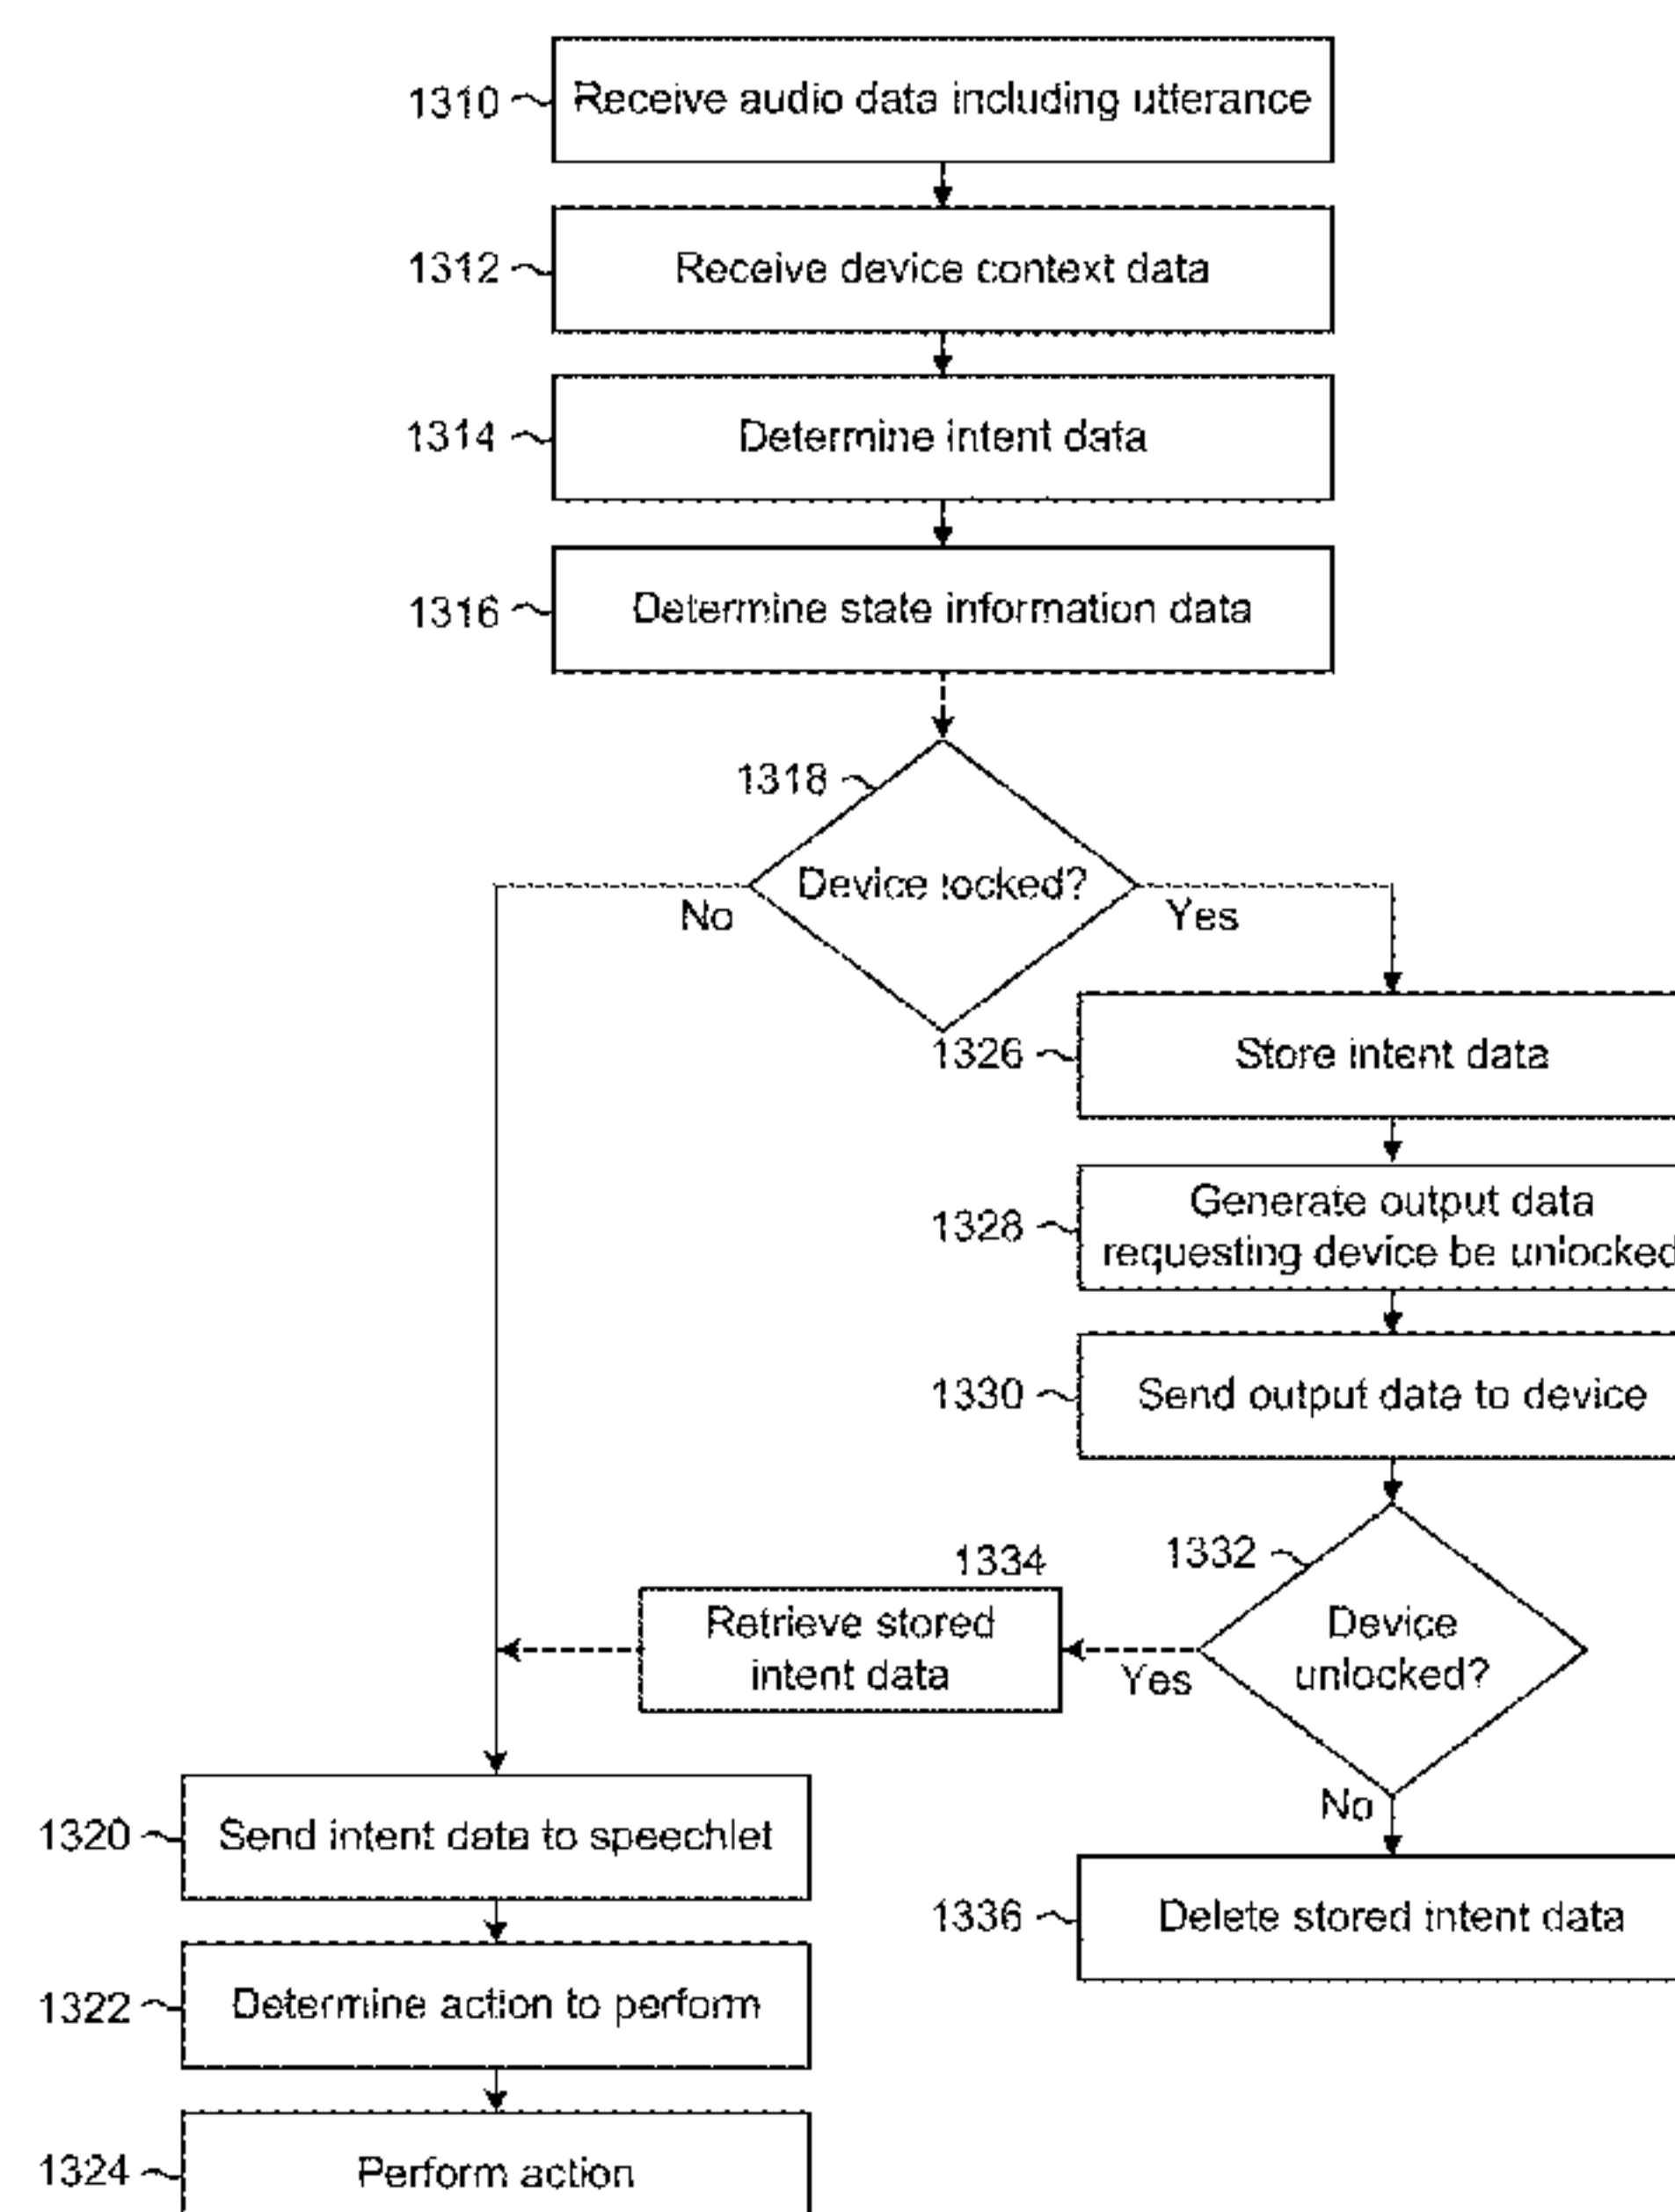 1310 Receive audio data including utterance
1312 Receive device context data
1314 Determine intent data
1316 Determine state information data
1318
Device locked?
No
Yes
1326 Store intent data
1328 Generate output data
requesting device be unlocked
1330 Send output data to device
1332
Device
unlocked?
1334
Retrieve stored
intent data
Yes
No
1320 Send intent data to speechlet
1336 Delete stored intent data
1322 Determine action to perform
1324 Perform action